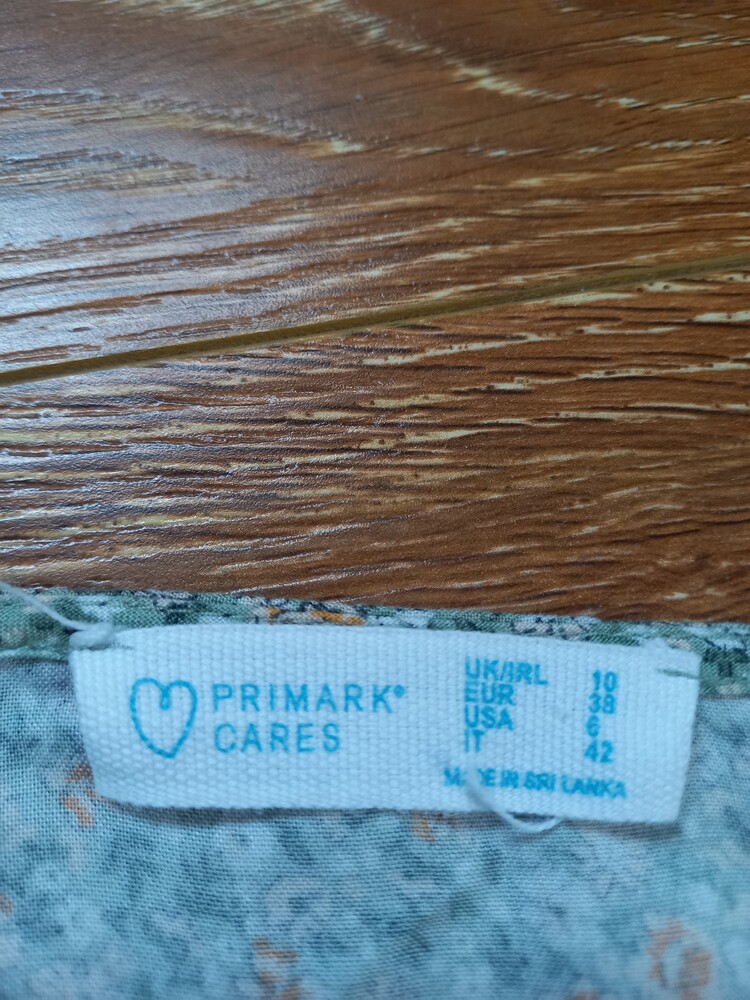 PRIMARK®
CARES
UK/IRL 10
EUR 38
USA 6
IT 42
MADE IN SRI LANKA